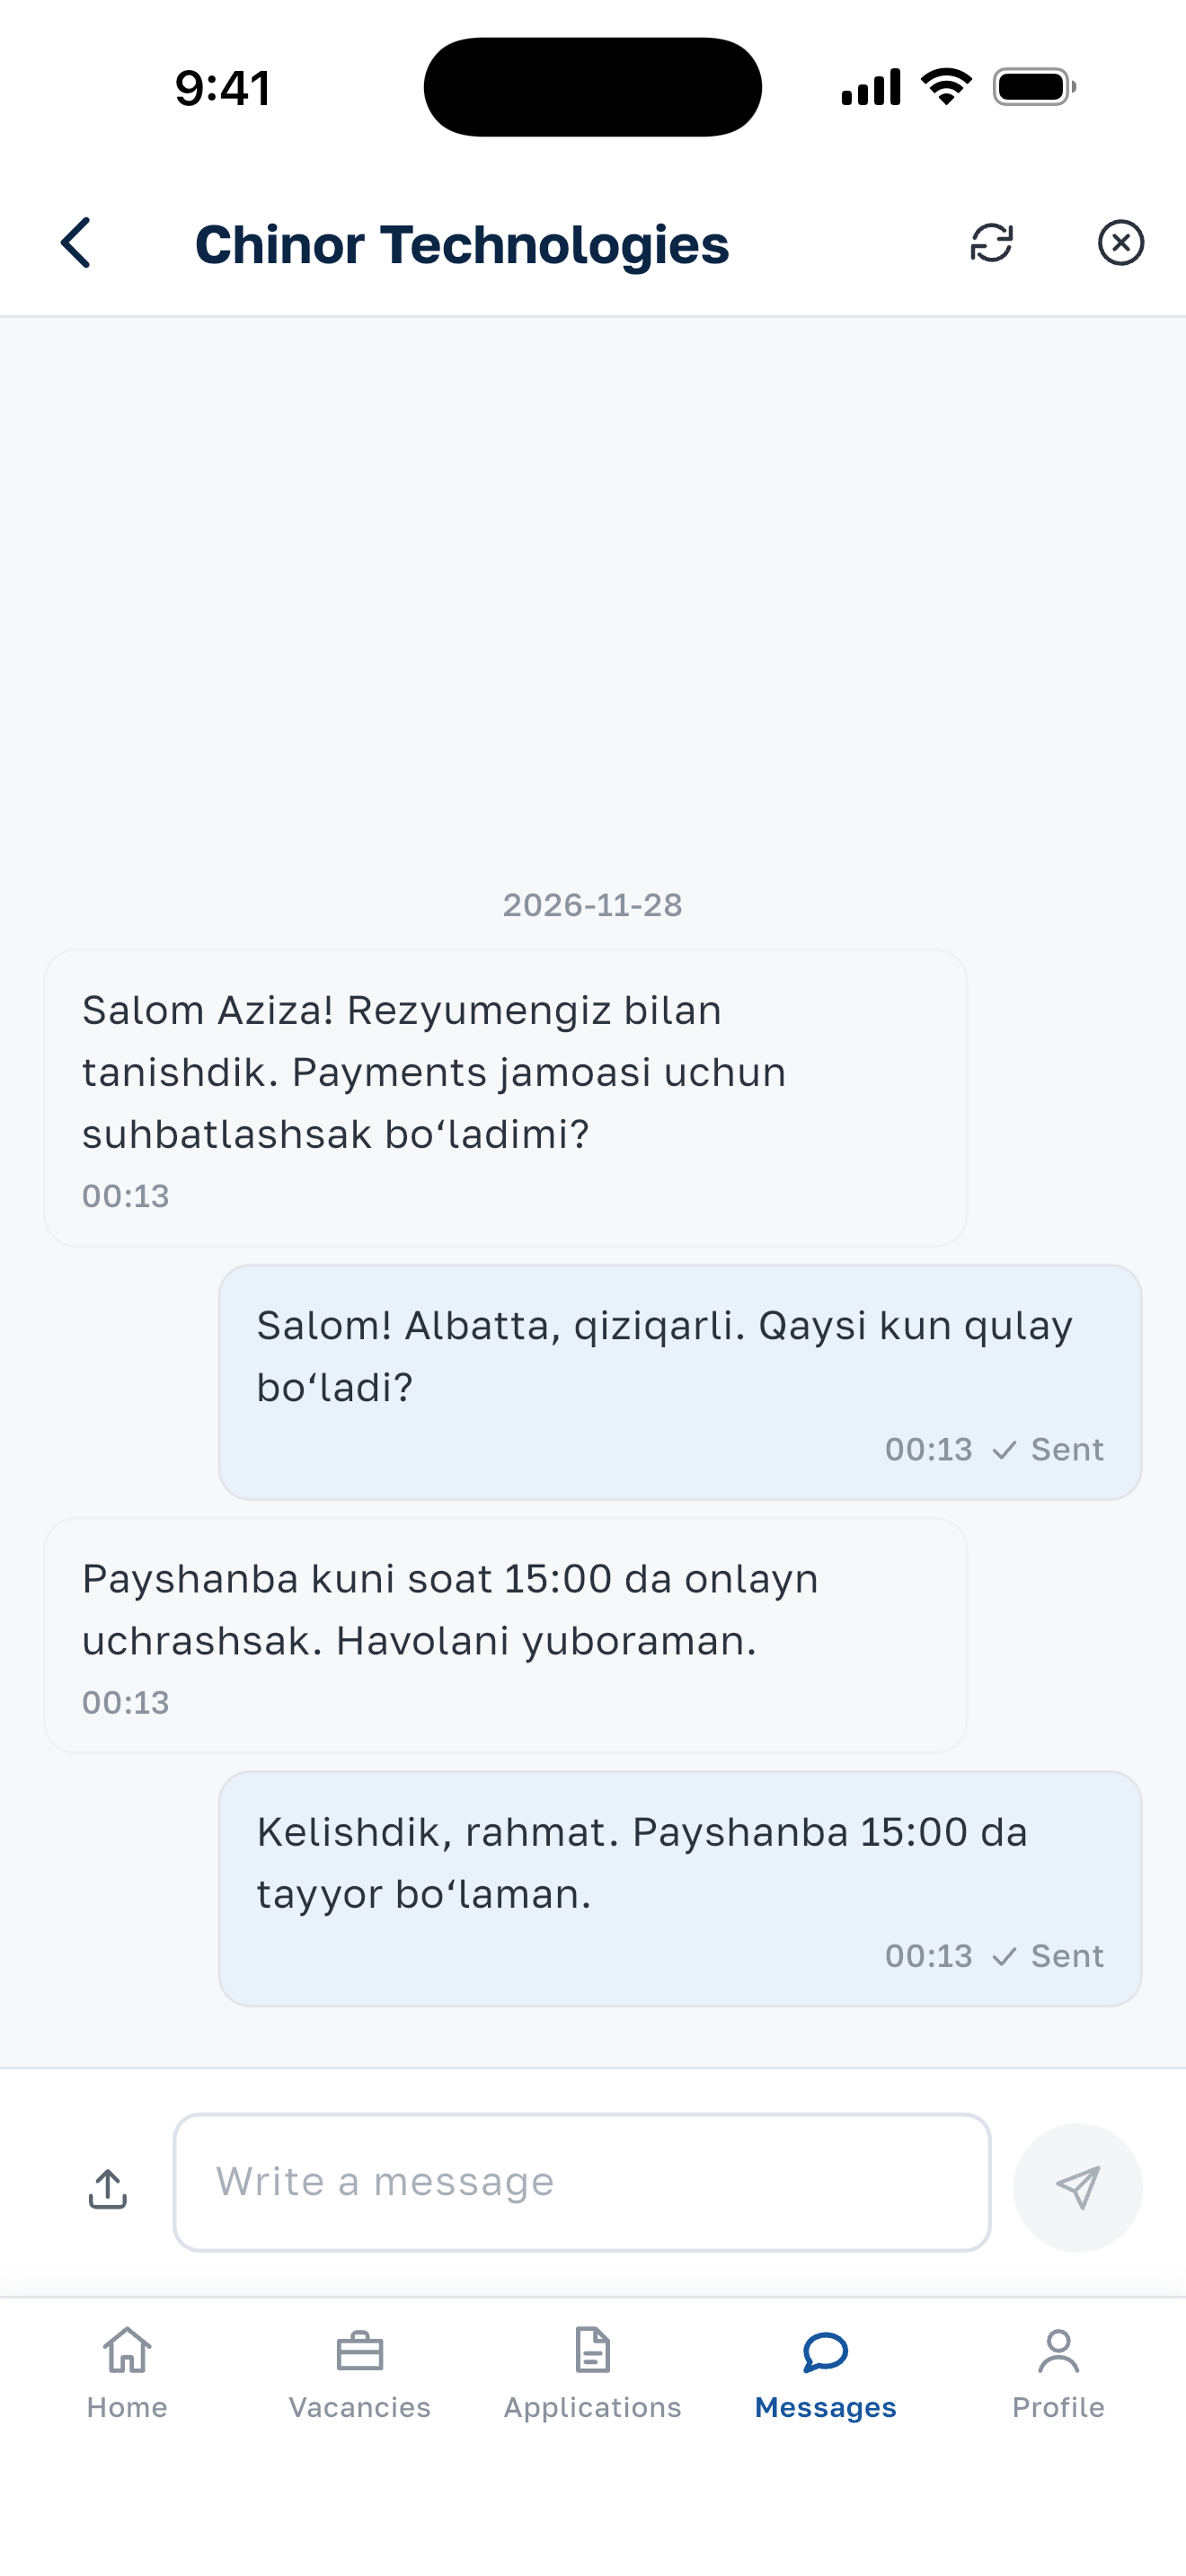 9:41
Chinor Technologies
2026-11-28
Salom Aziza! Rezyumengiz bilan
tanishdik. Payments jamoasi uchun
suhbatlashsak bo‘ladimi?
00:13
Salom! Albatta, qiziqarli. Qaysi kun qulay
bo‘ladi?
00:13 ✓ Sent
Payshanba kuni soat 15:00 da onlayn
uchrashsak. Havolani yuboraman.
00:13
Kelishdik, rahmat. Payshanba 15:00 da
tayyor bo‘laman.
00:13 ✓ Sent
Write a message
Home Vacancies Applications Messages Profile